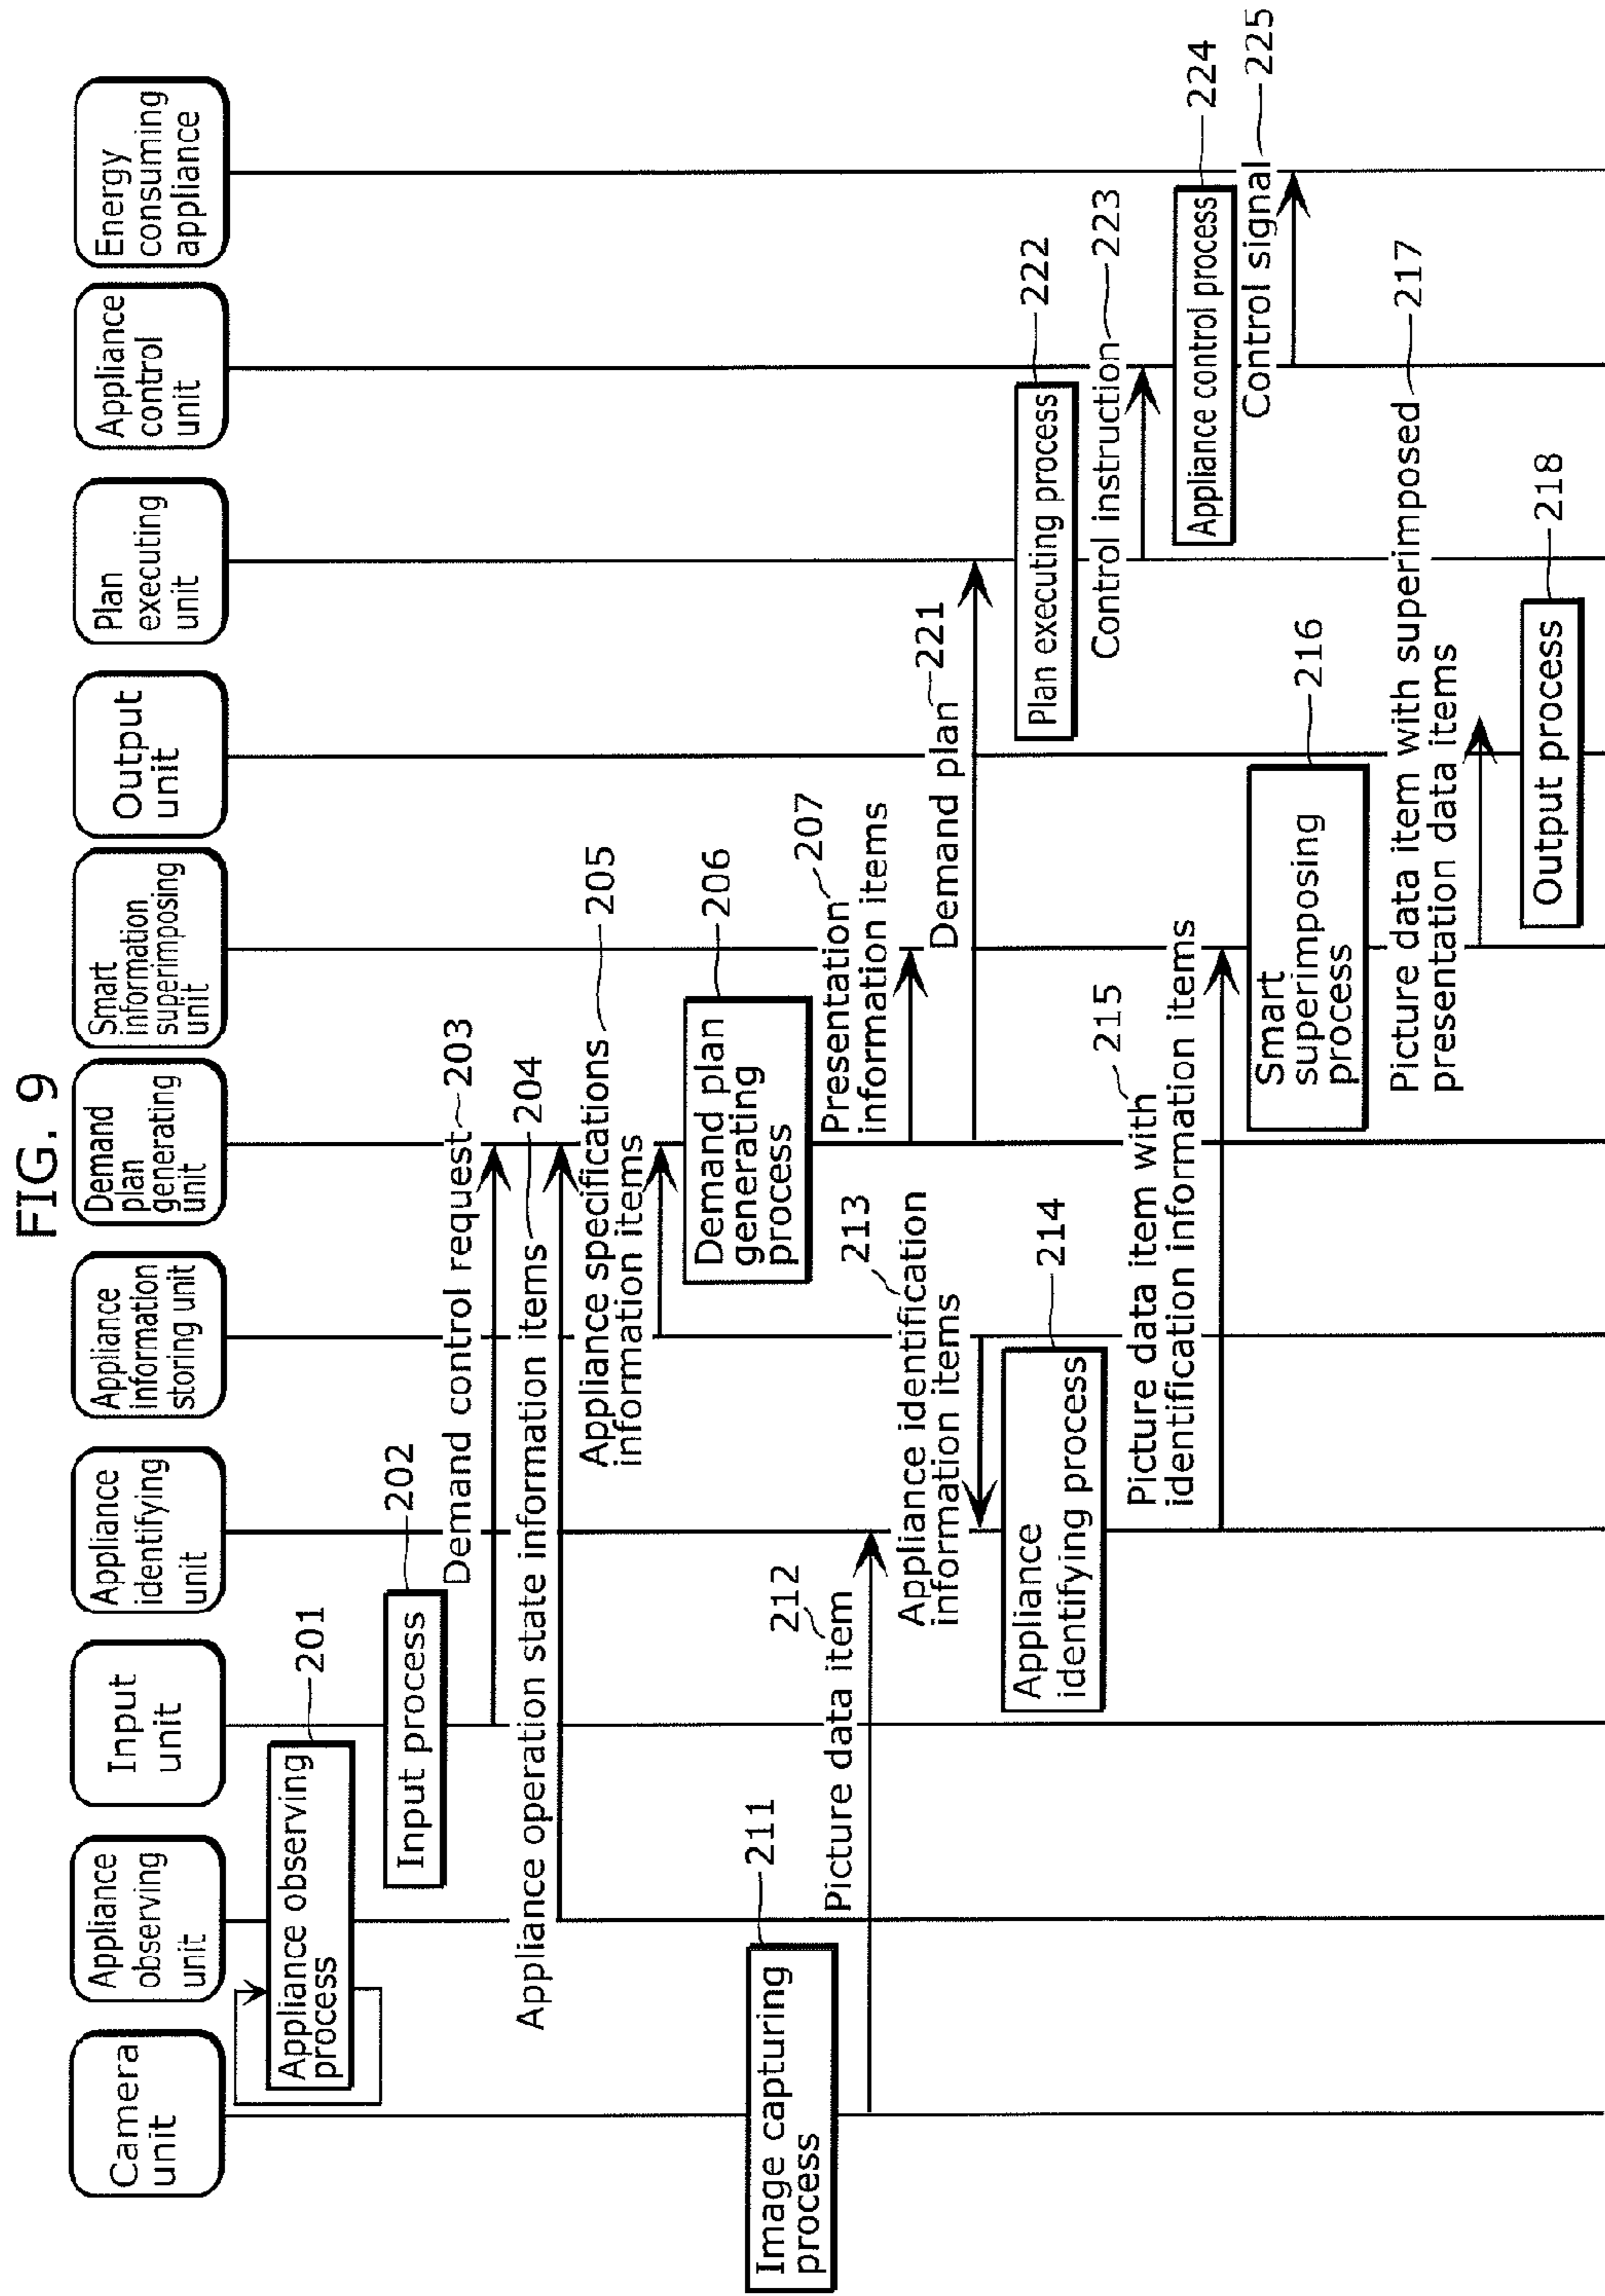 FIG. 9
Camera
unit
Appliance
observing
unit
Input
unit
Appliance
identifying
unit
Appliance
information
storing unit
Demand
plan
generating
unit
Smart
information
superimposing
unit
Output
unit
Plan
executing
unit
Appliance
control
unit
Energy
consuming
appliance
Appliance observing
process
201
Input process
202
Demand control request
203
Appliance operation state information items
204
Appliance specifications
information items
205
Demand plan
generating
process
206
Image capturing
process
211
Picture data item
212
Presentation
information items
207
Appliance identification
information items
213
Demand plan
221
Appliance
identifying process
214
Plan executing process
222
Control instruction
223
Picture data item with
identification information items
215
Appliance control process
224
Control signal
225
Smart
superimposing
process
216
Picture data item with superimposed
presentation data items
217
Output process
218